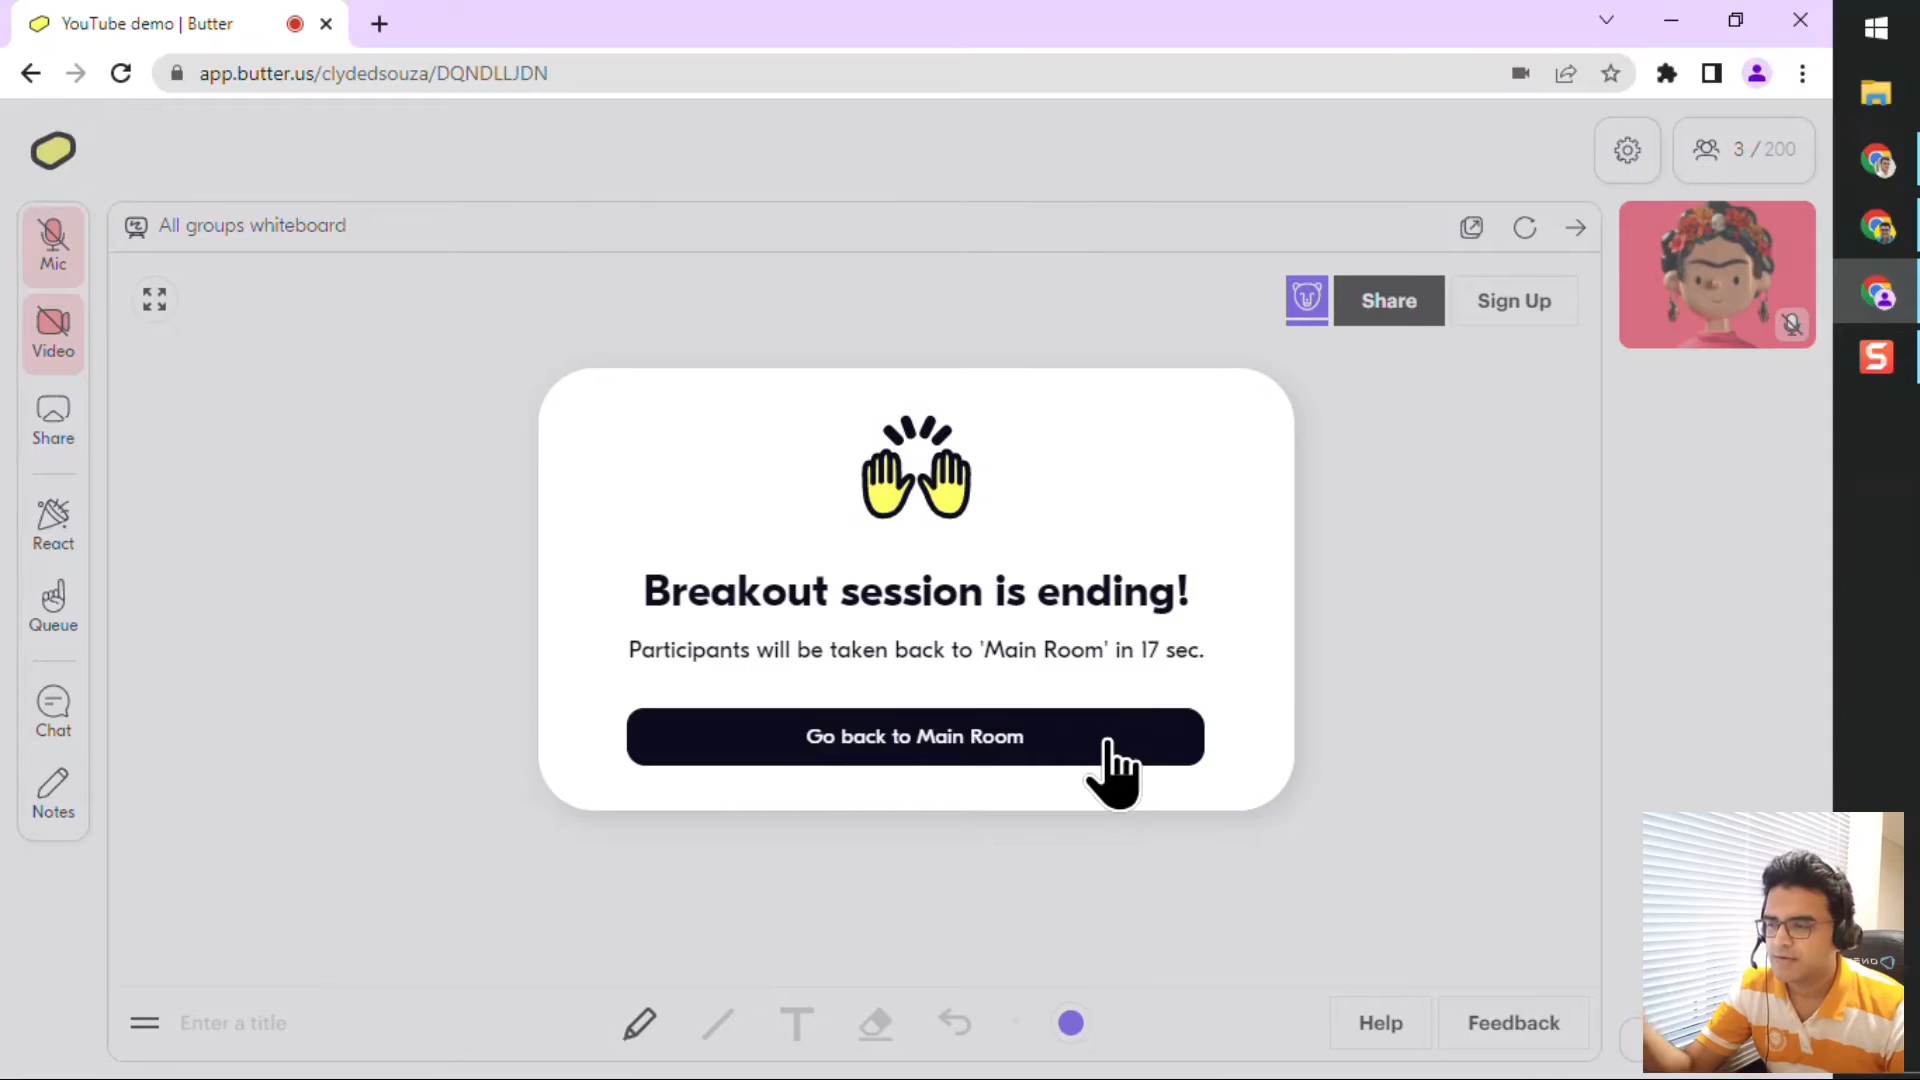 YouTube demo | Butter
app.butter.us/clydedsouza/DQNDLLJDN
3 / 200
All groups whiteboard
Mic
Video
Share
React
Queue
Chat
Notes
Share
Sign Up
Breakout session is ending!
Participants will be taken back to 'Main Room' in 17 sec.
Go back to Main Room
Enter a title
T
Help
Feedback
S